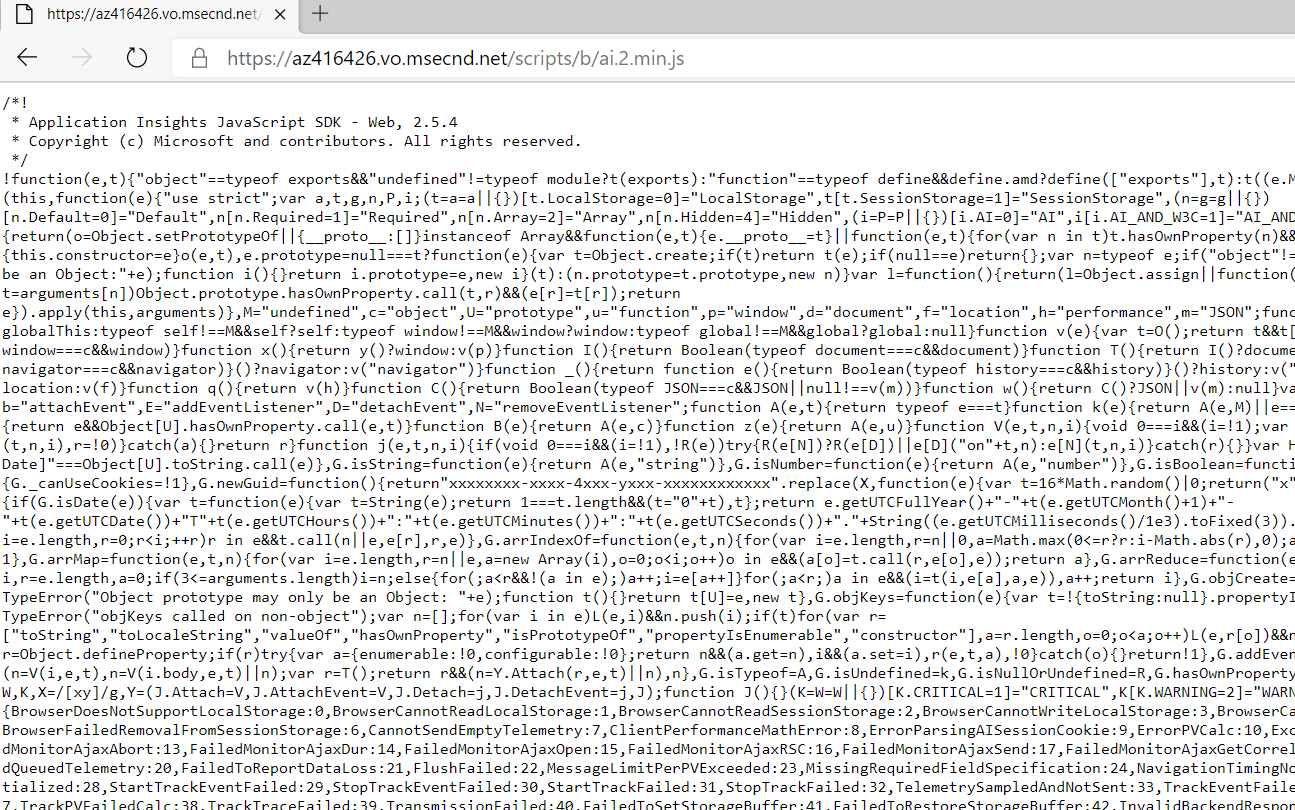 https://az416426.vo.msecnd.net/
https://az416426.vo.msecnd.net/scripts/b/ai.2.min.js
/*!
 * Application Insights JavaScript SDK - Web, 2.5.4
 * Copyright (c) Microsoft and contributors. All rights reserved.
 */
!function(e,t){"object"==typeof exports&&"undefined"!=typeof module?t(exports):"function"==typeof define&&define.amd?define(["exports"],t):t((e.M
(this,function(e){"use strict";var a,t,g,n,P,i;(t=a=a||{})[t.LocalStorage=0]="LocalStorage",t[t.SessionStorage=1]="SessionStorage",(n=g=g||{})
[n.Default=0]="Default",n[n.Required=1]="Required",n[n.Array=2]="Array",n[n.Hidden=4]="Hidden",(i=P=P||{})[i.AI=0]="AI",i[i.AI_AND_W3C=1]="AI_AND
{return(o=Object.setPrototypeOf||{__proto__:[]}instanceof Array&&function(e,t){e.__proto__=t}||function(e,t){for(var n in t)t.hasOwnProperty(n)&&
{this.constructor=e}o(e,t),e.prototype=null===t?function(e){var t=Object.create;if(t)return t(e);if(null==e)return{};var n=typeof e;if("object"!=
be an Object:"+e);function i(){}return i.prototype=e,new i}(t):(n.prototype=t.prototype,new n)}var l=function(){return(l=Object.assign||function(
t=arguments[n])Object.prototype.hasOwnProperty.call(t,r)&&(e[r]=t[r]);return
e}).apply(this,arguments)},M="undefined",c="object",U="prototype",u="function",p="window",d="document",f="location",h="performance",m="JSON";func
globalThis:typeof self!==M&&self?self:typeof window!==M&&window?window:typeof global!==M&&global?global:null}function v(e){var t=O();return t&&t[
window===c&&window)}function x(){return y()?window:v(p)}function I(){return Boolean(typeof document===c&&document)}function T(){return I()?docume
navigator===c&&navigator)}()?navigator:v("navigator")}function _(){return function e(){return Boolean(typeof history===c&&history)}()?history:v("
location:v(f)}function q(){return v(h)}function C(){return Boolean(typeof JSON===c&&JSON||null!==v(m))}function w(){return C()?JSON||v(m):null}va
b="attachEvent",E="addEventListener",D="detachEvent",N="removeEventListener";function A(e,t){return typeof e===t}function k(e){return A(e,M)||e==
{return e&&Object[U].hasOwnProperty.call(e,t)}function B(e){return A(e,c)}function z(e){return A(e,u)}function V(e,t,n,i){void 0===i&&(i=!1);var
(t,n,i),r=!0)}catch(a){}return r}function j(e,t,n,i){if(void 0===i&&(i=!1),!R(e))try{R(e[N])?R(e[D])||e[D]("on"+t,n):e[N](t,n,i)}catch(r){}}var H
Date]"===Object[U].toString.call(e)},G.isString=function(e){return A(e,"string")},G.isNumber=function(e){return A(e,"number")},G.isBoolean=functi
{G._canUseCookies=!1},G.newGuid=function(){return"xxxxxxxx-xxxx-4xxx-yxxx-xxxxxxxxxxxx".replace(X,function(e){var t=16*Math.random()|0;return("x"
{if(G.isDate(e)){var t=function(e){var t=String(e);return 1===t.length&&(t="0"+t),t};return e.getUTCFullYear()+"-"+t(e.getUTCMonth()+1)+"-
"+t(e.getUTCDate())+"T"+t(e.getUTCHours())+":"+t(e.getUTCMinutes())+":"+t(e.getUTCSeconds())+"."+String((e.getUTCMilliseconds()/1e3).toFixed(3)).
i=e.length,r=0;r<i;++r)r in e&&t.call(n||e,e[r],r,e)},G.arrIndexOf=function(e,t,n){for(var i=e.length,r=n||0,a=Math.max(0<=r?r:i-Math.abs(r),0);a
1},G.arrMap=function(e,t,n){for(var i=e.length,r=n||e,a=new Array(i),o=0;o<i;o++)o in e&&(a[o]=t.call(r,e[o],e));return a},G.arrReduce=function(e
i,r=e.length,a=0;if(3<=arguments.length)i=n;else{for(;a<r&&!(a in e);)a++;i=e[a++]}for(;a<r;)a in e&&(i=t(i,e[a],a,e)),a++;return i},G.objCreate=
TypeError("Object prototype may only be an Object: "+e);function t(){}return t[U]=e,new t},G.objKeys=function(e){var t=!{toString:null}.propertyI
TypeError("objKeys called on non-object");var n=[];for(var i in e)L(e,i)&&n.push(i);if(t)for(var r=
["toString","toLocaleString","valueOf","hasOwnProperty","isPrototypeOf","propertyIsEnumerable","constructor"],a=r.length,o=0;o<a;o++)L(e,r[o])&&n
r=Object.defineProperty;if(r)try{var a={enumerable:!0,configurable:!0};return n&&(a.get=n),i&&(a.set=i),r(e,t,a),!0}catch(o){}return!1},G.addEven
(n=V(i,e,t),n=V(i.body,e,t)||n);var r=T();return r&&(n=Y.Attach(r,e,t)||n),n},G.isTypeof=A,G.isUndefined=k,G.isNullOrUndefined=R,G.hasOwnProperty
W,K,X=/[xy]/g,Y=(J.Attach=V,J.AttachEvent=V,J.Detach=j,J.DetachEvent=j,J);function J(){}(K=W=W||{})[K.CRITICAL=1]="CRITICAL",K[K.WARNING=2]="WARN
{BrowserDoesNotSupportLocalStorage:0,BrowserCannotReadLocalStorage:1,BrowserCannotReadSessionStorage:2,BrowserCannotWriteLocalStorage:3,BrowserCa
BrowserFailedRemovalFromSessionStorage:6,CannotSendEmptyTelemetry:7,ClientPerformanceMathError:8,ErrorParsingAISessionCookie:9,ErrorPVCalc:10,Exc
dMonitorAjaxAbort:13,FailedMonitorAjaxDur:14,FailedMonitorAjaxOpen:15,FailedMonitorAjaxRSC:16,FailedMonitorAjaxSend:17,FailedMonitorAjaxGetCorrel
dQueuedTelemetry:20,FailedToReportDataLoss:21,FlushFailed:22,MessageLimitPerPVExceeded:23,MissingRequiredFieldSpecification:24,NavigationTimingNo
tialized:28,StartTrackEventFailed:29,StopTrackEventFailed:30,StartTrackFailed:31,StopTrackFailed:32,TelemetrySampledAndNotSent:33,TrackEventFaile
7,TrackPVFailedCalc:38,TrackTraceFailed:39,TransmissionFailed:40,FailedToSetStorageBuffer:41,FailedToRestoreStorageBuffer:42,InvalidBackendRespon